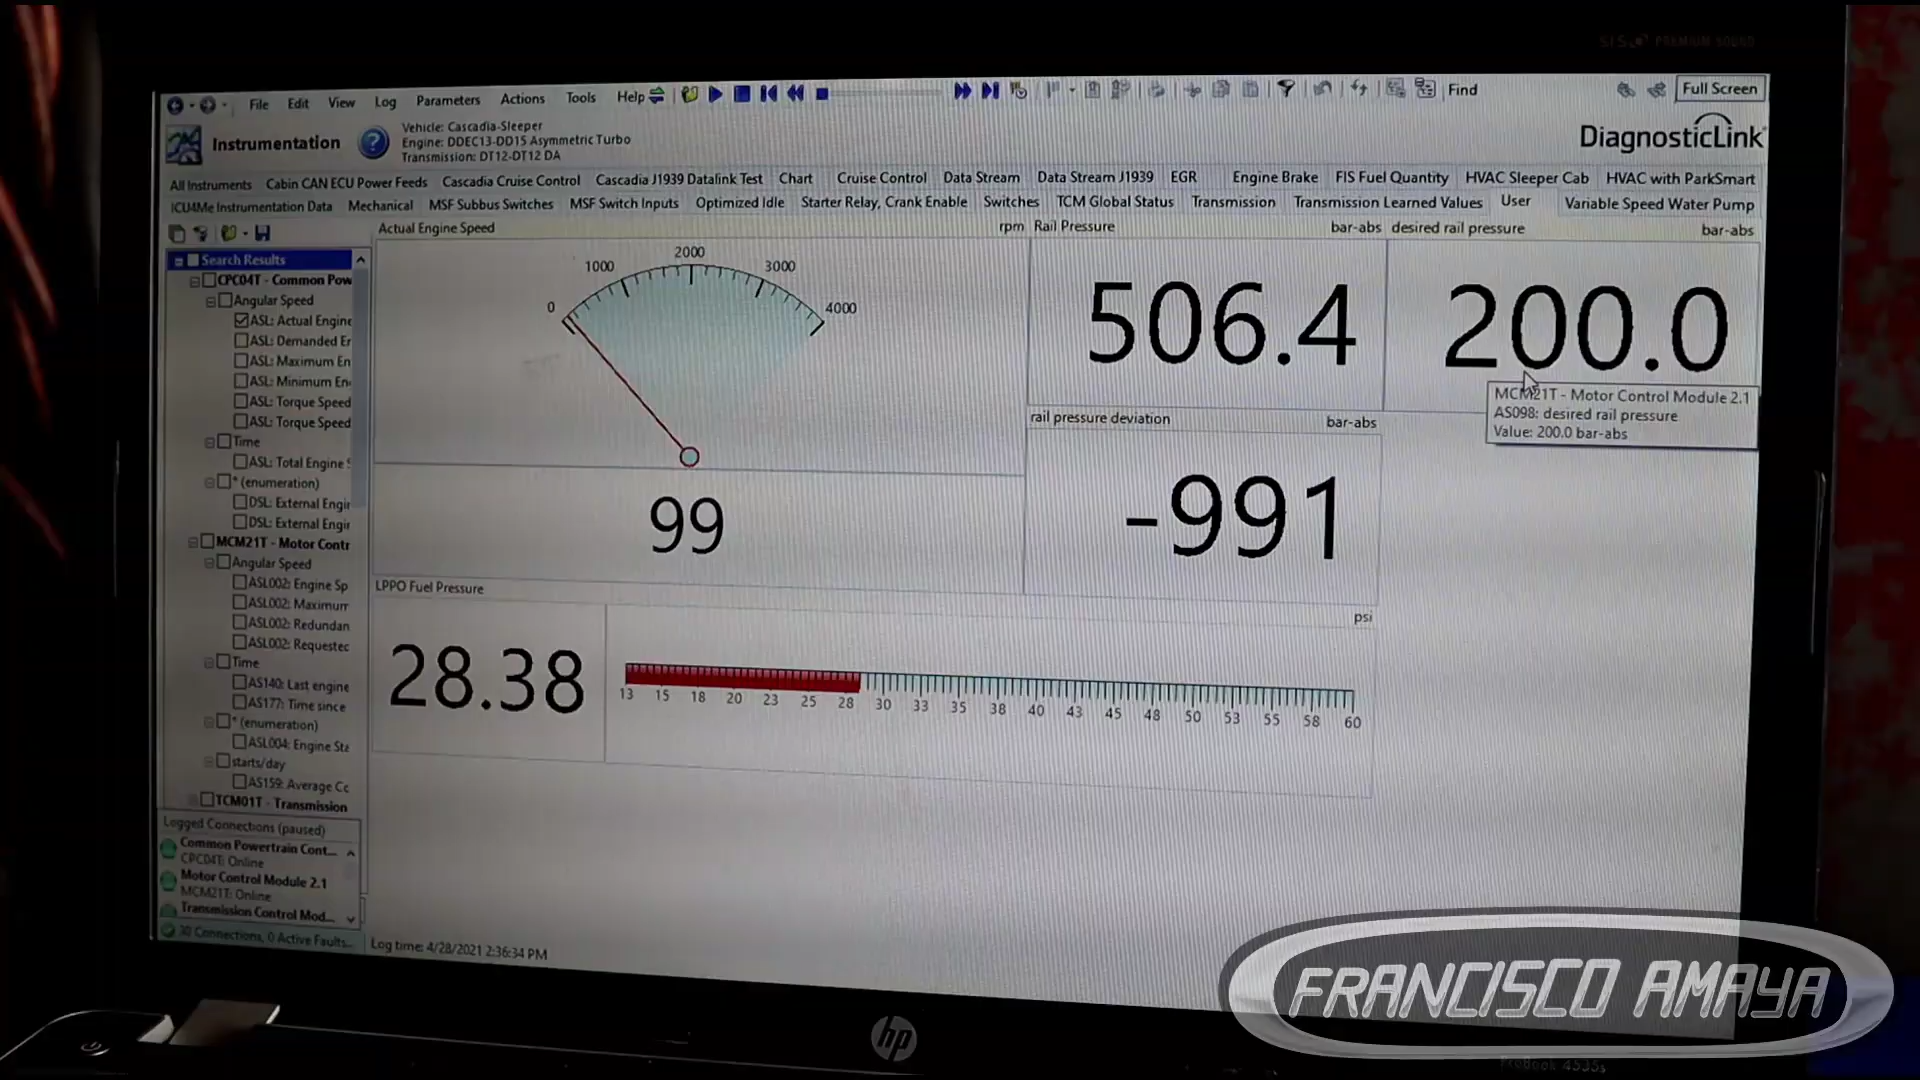 SIS PREMIUM SOUND
File Edit View Log Parameters Actions Tools Help Find Full Screen
Instrumentation
Vehicle: Cascadia-Sleeper
Engine: DDEC13-DD15 Asymmetric Turbo
Transmission: DT12-DT12 DA
DiagnosticLink
All Instruments Cabin CAN ECU Power Feeds Cascadia Cruise Control Cascadia J1939 Datalink Test Chart Cruise Control Data Stream Data Stream J1939 EGR Engine Brake FIS Fuel Quantity HVAC Sleeper Cab HVAC with ParkSmart
ICU4Me Instrumentation Data Mechanical MSF Subbus Switches MSF Switch Inputs Optimized Idle Starter Relay, Crank Enable Switches TCM Global Status Transmission Transmission Learned Values User Variable Speed Water Pump
Search Results
CPC04T - Common Pow
Angular Speed
ASL: Actual Engine
ASL: Demanded Er
ASL: Maximum En
ASL: Minimum En
ASL: Torque Speed
ASL: Torque Speed
Time
ASL: Total Engine S
* (enumeration)
DSL: External Engir
DSL: External Engir
MCM21T - Motor Contr
Angular Speed
ASL002: Engine Sp
ASL002: Maximum
ASL002: Redundan
ASL002: Requestec
Time
AS140: Last engine
AS177: Time since
* (enumeration)
ASL004: Engine Sta
starts/day
AS159: Average Cc
TCM01T - Transmission
Logged Connections (paused)
Common Powertrain Cont...
CPC04T: Online
Motor Control Module 2.1
MCM21T: Online
Transmission Control Mod...
30 Connections, 0 Active Faults...
Actual Engine Speed rpm
0 1000 2000 3000 4000
99
Rail Pressure bar-abs
506.4
desired rail pressure bar-abs
200.0
MCM21T - Motor Control Module 2.1
AS098: desired rail pressure
Value: 200.0 bar-abs
rail pressure deviation bar-abs
-991
LPPO Fuel Pressure psi
28.38
13 15 18 20 23 25 28 30 33 35 38 40 43 45 48 50 53 55 58 60
Log time: 4/28/2021 2:36:34 PM
FRANCISCO AMAYA
hp
ProBook 4535s